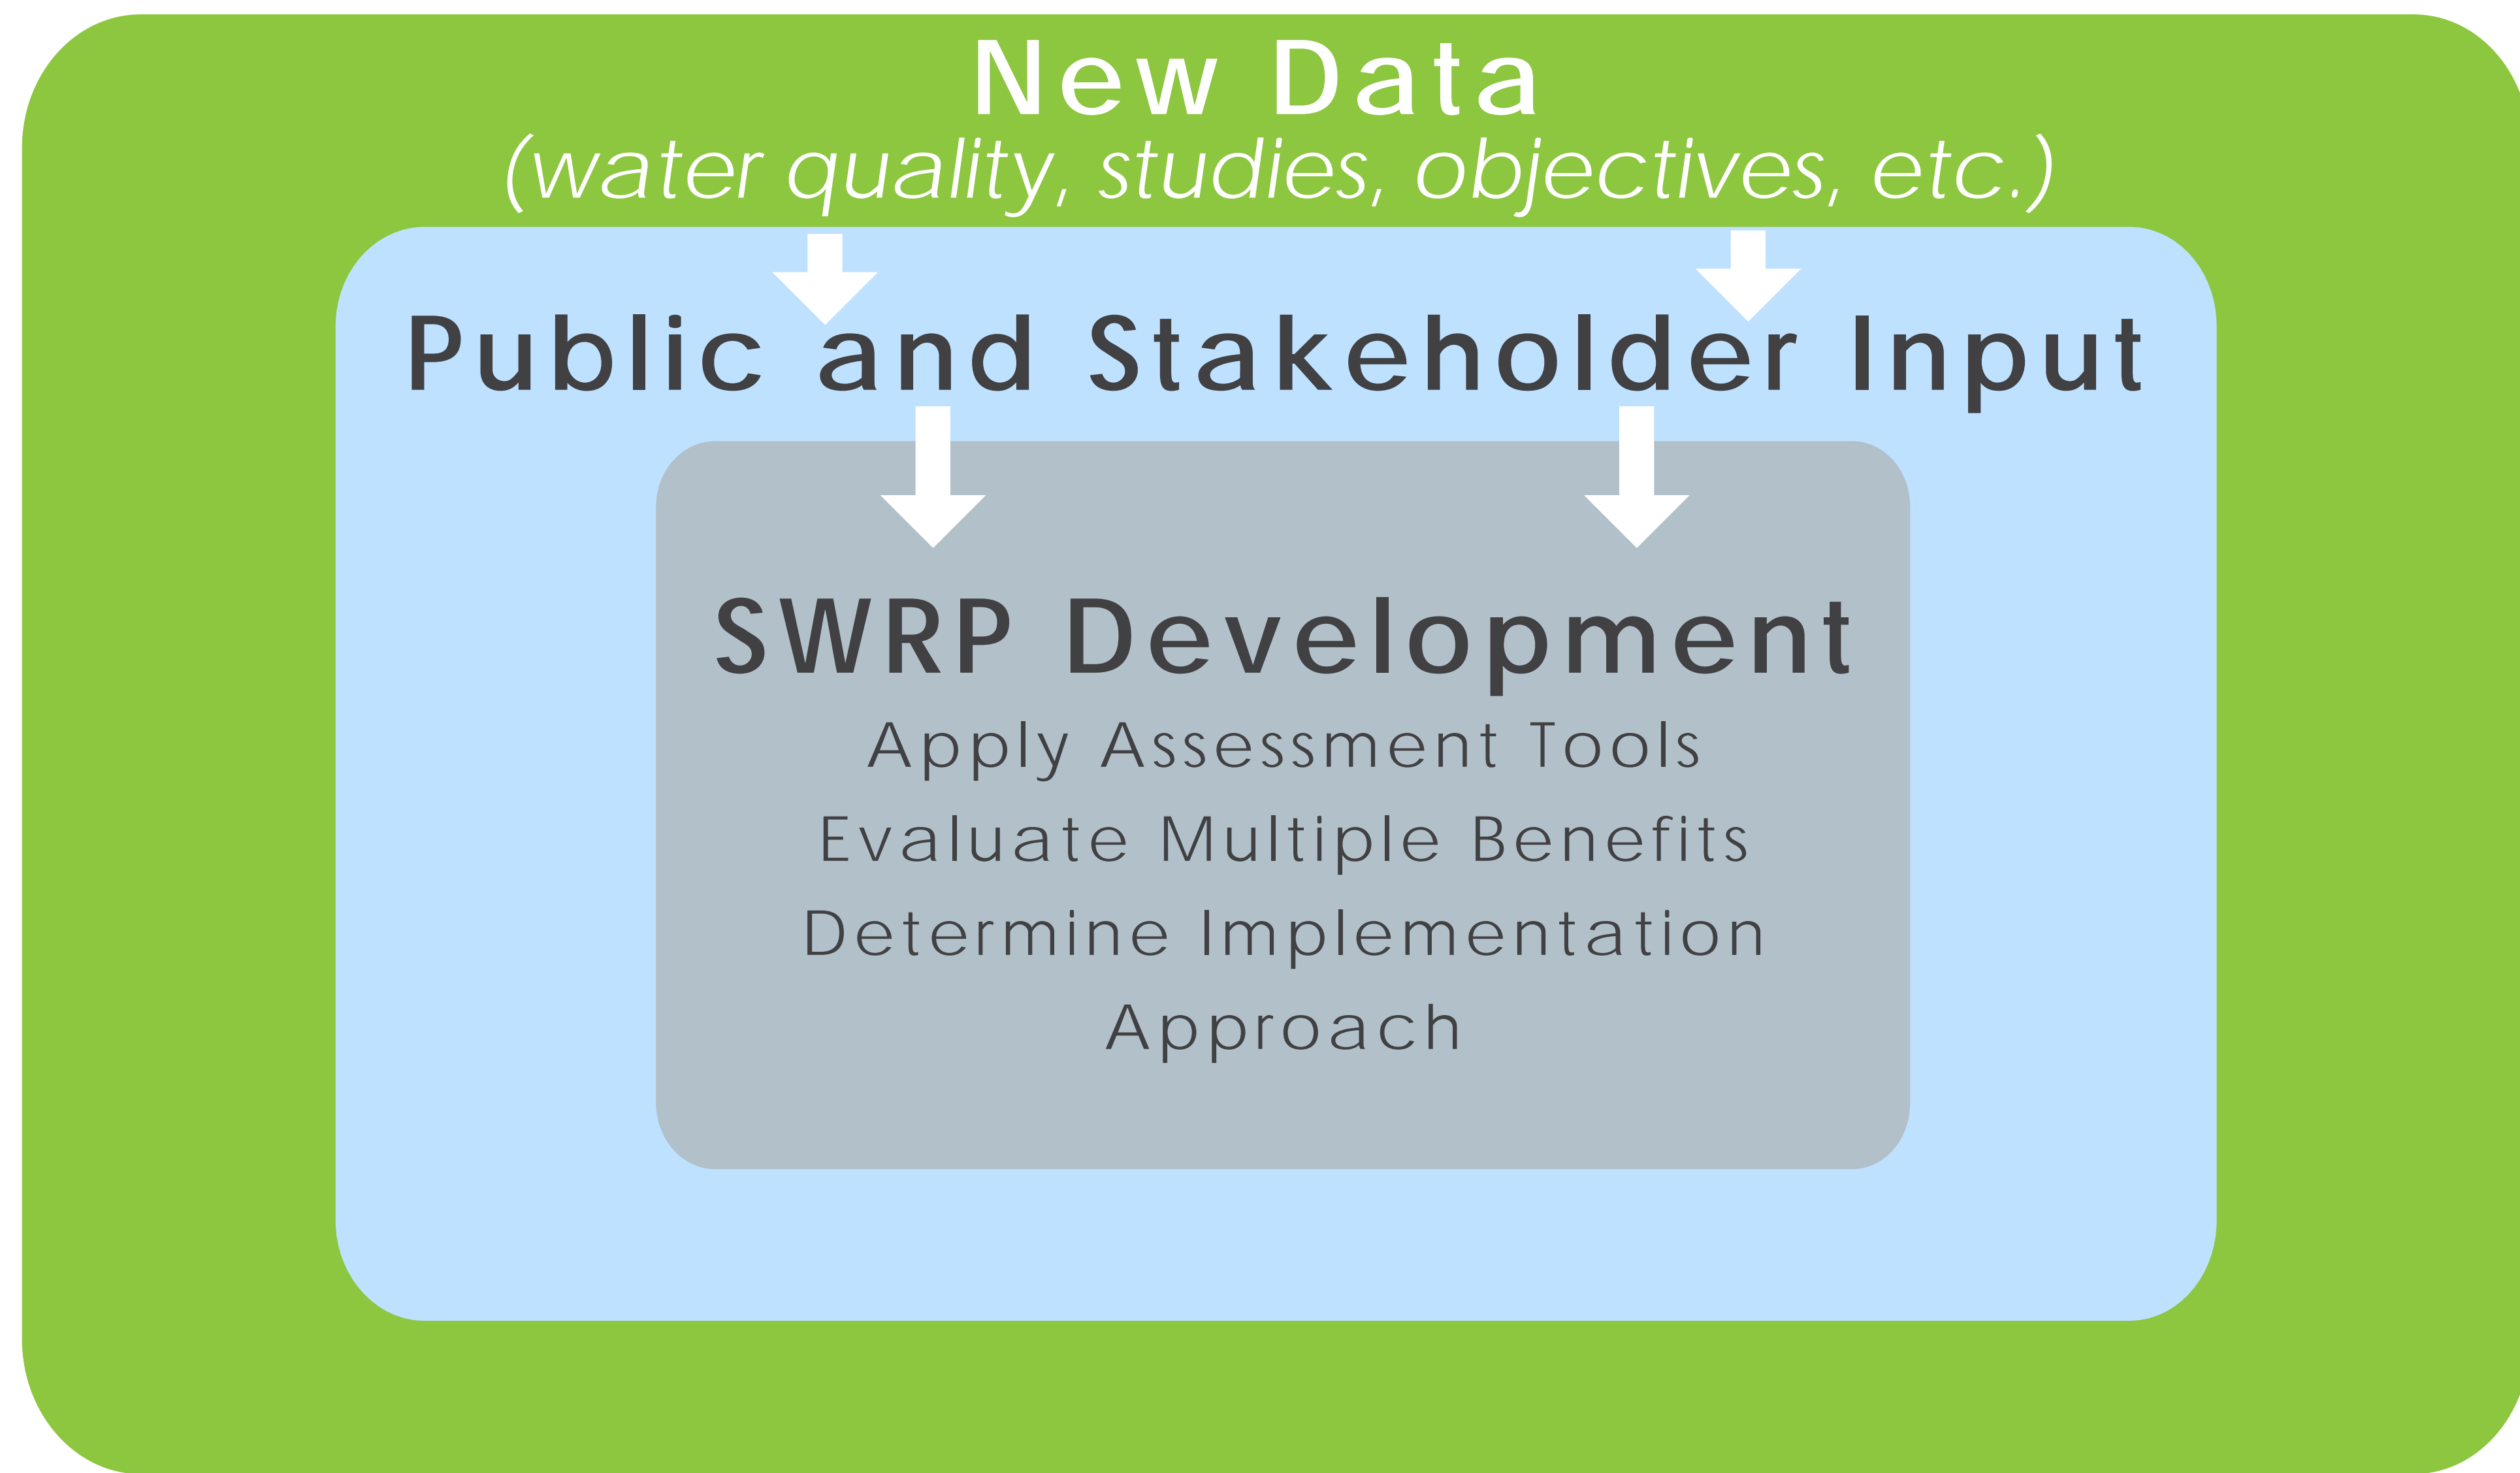 New Data
(water quality, studies, objectives, etc.)
Public and Stakeholder Input
SWRP Development
Apply Assessment Tools
Evaluate Multiple Benefits
Determine Implementation
Approach